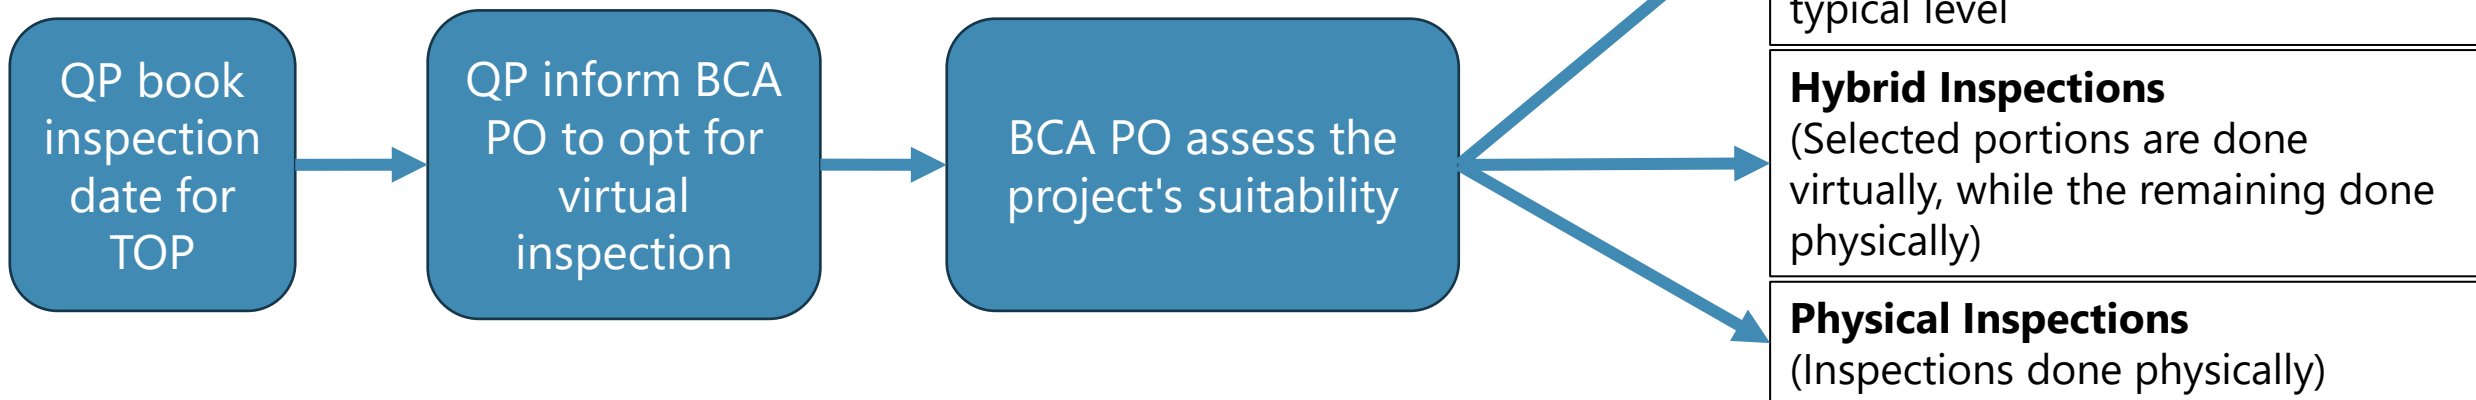 QP book
inspection
date for
TOP
QP inform BCA
PO to opt for
virtual
inspection
BCA PO assess the
project's suitability
typical level
Hybrid Inspections
(Selected portions are done
virtually, while the remaining done
physically)
Physical Inspections
(Inspections done physically)